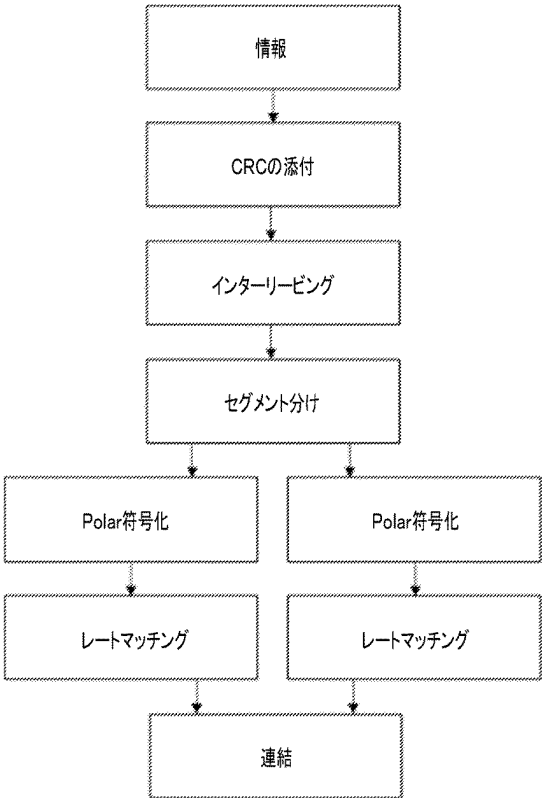 情報
CRCの添付
インターリービング
セグメント分け
Polar符号化
Polar符号化
レートマッチング
レートマッチング
連結